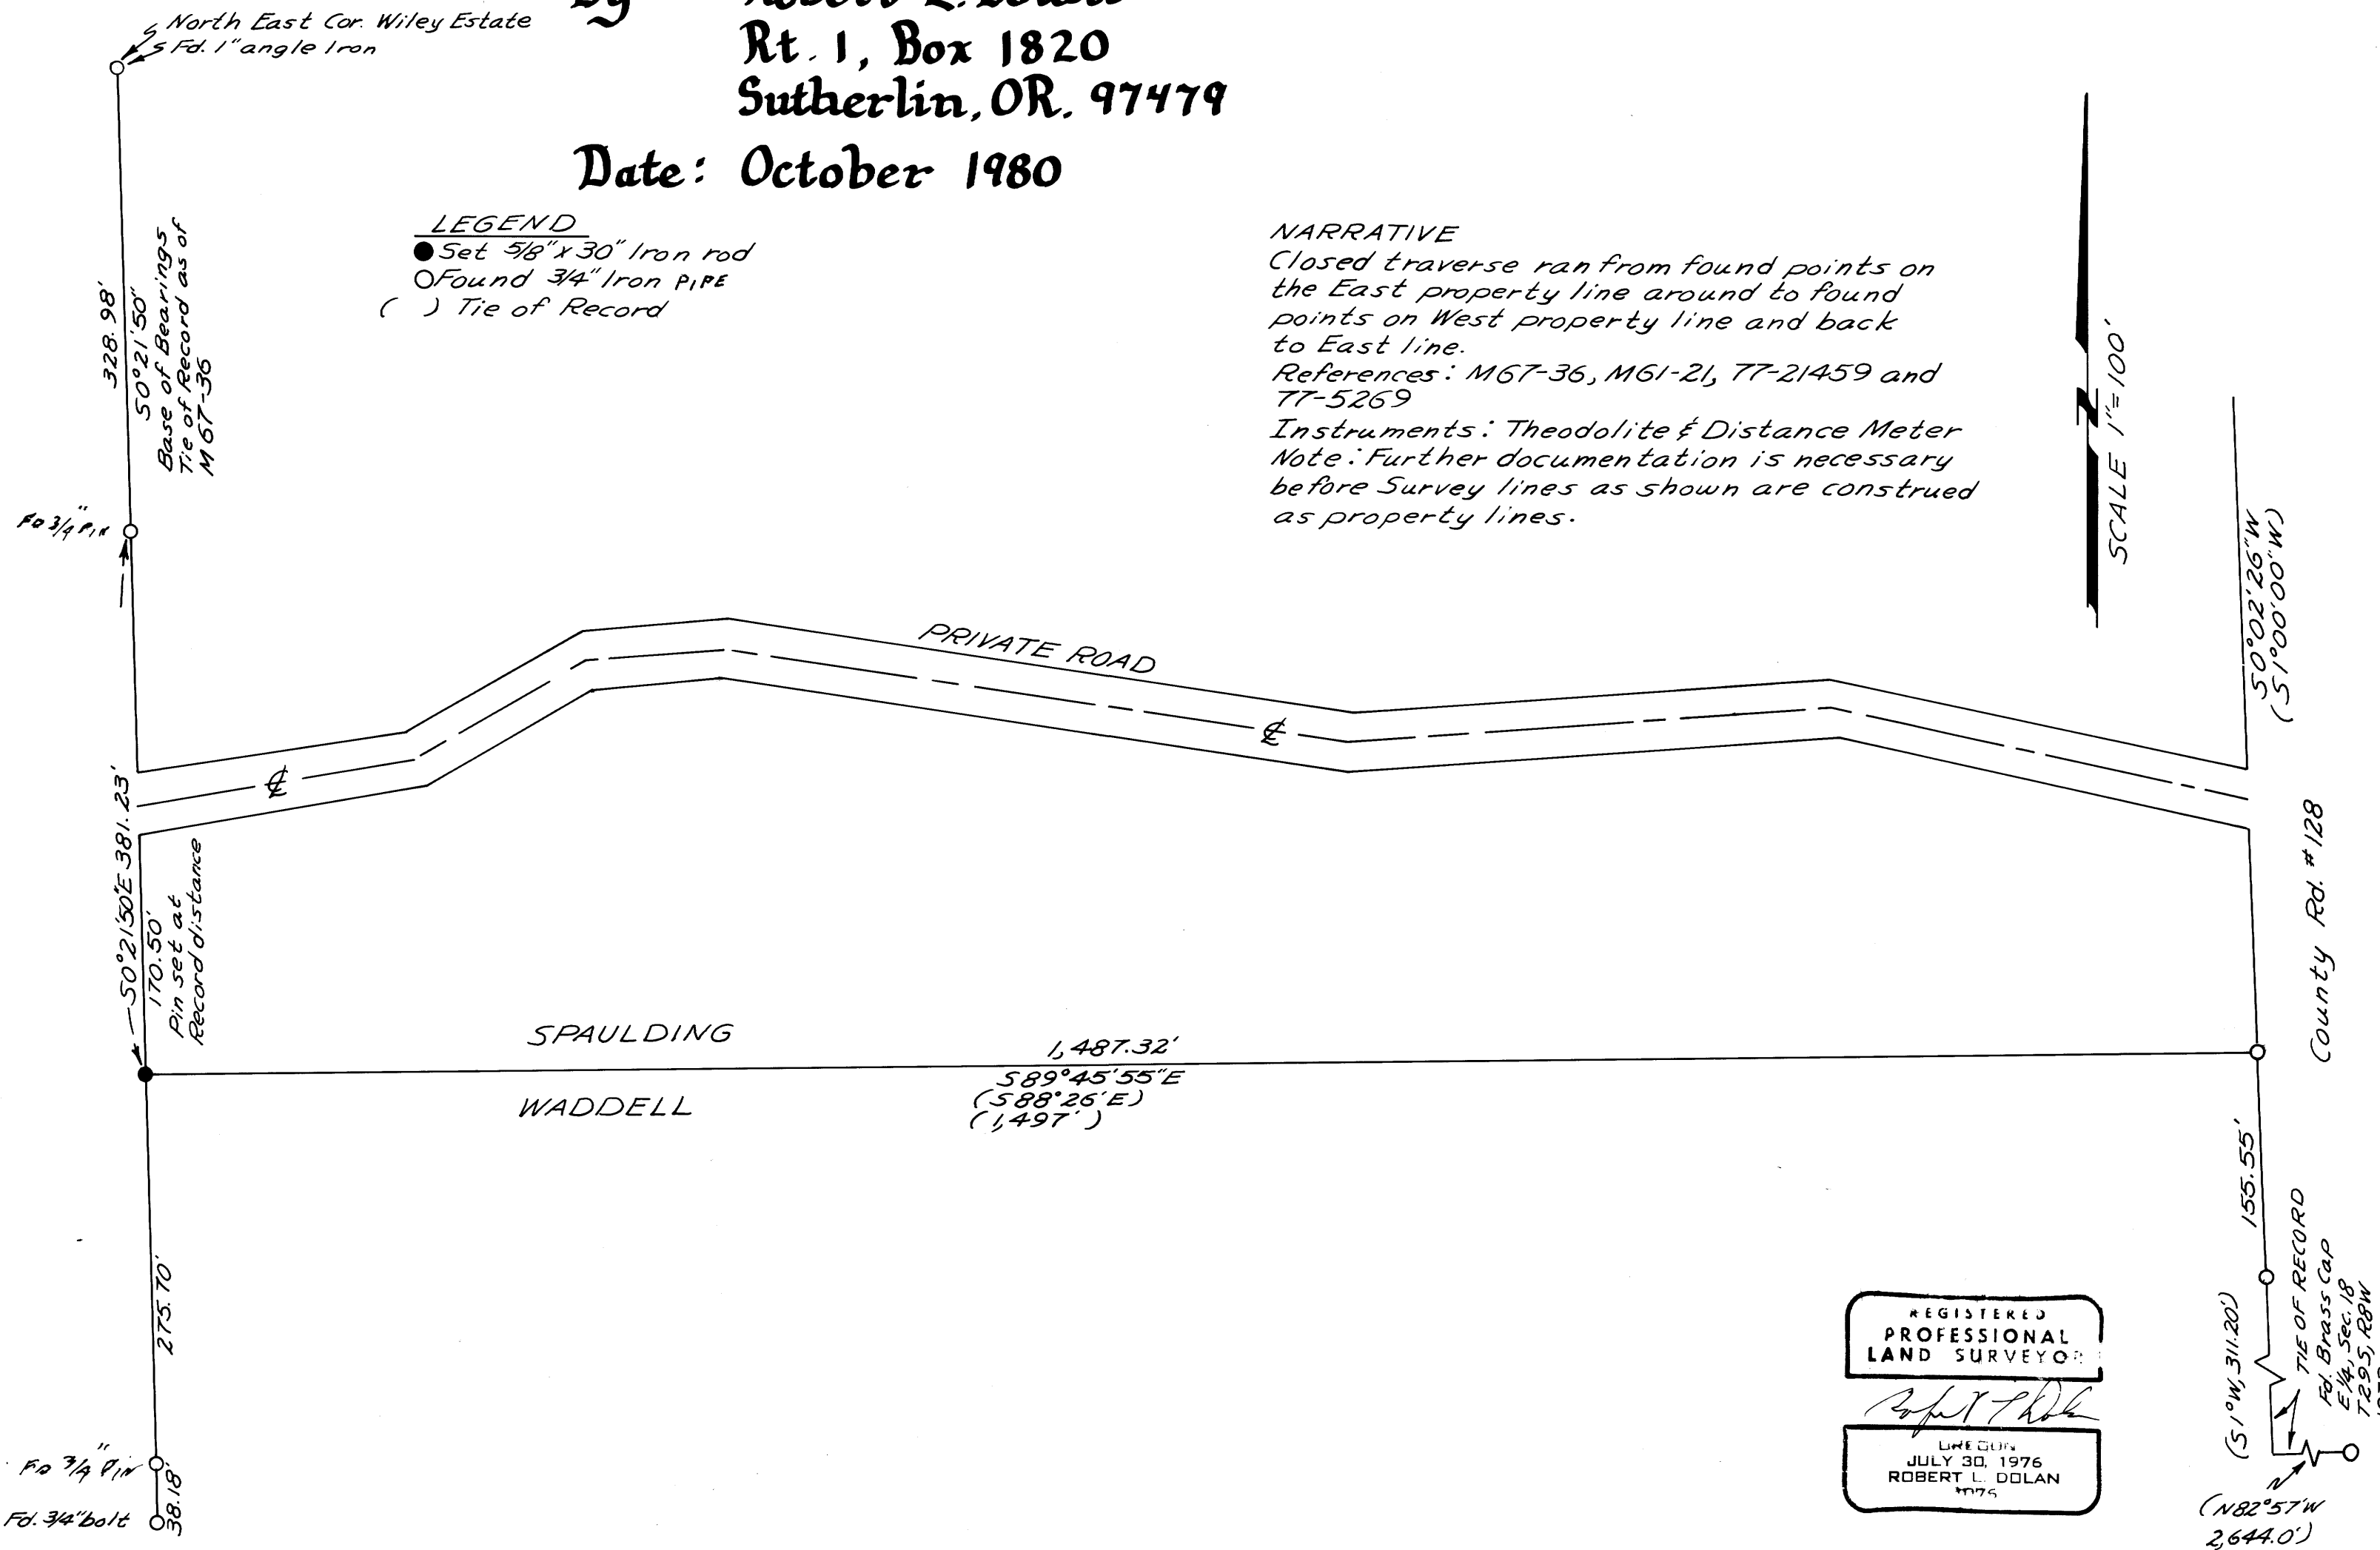 North East Cor. Wiley Estate
Fd. 1" angle Iron
By
Rt. 1, Box 1820
Sutherlin, OR. 97479
Date: October 1980
LEGEND
● Set 5/8" x 30" Iron rod
○ Found 3/4" Iron PIPE
( ) Tie of Record
NARRATIVE
Closed traverse ran from found points on
the East property line around to found
points on West property line and back
to East line.
References: M67-36, M61-21, 77-21459 and
77-5269
Instruments: Theodolite & Distance Meter
Note: Further documentation is necessary
before Survey lines as shown are construed
as property lines.
328.98'
S0°21'50"
Base of Bearings
Tie of Record as of
M67-36
Fd 3/4" Pin
N
SCALE 1"=100'
S0°02'26"W
(S1°00'00"W)
PRIVATE ROAD
℄
℄
S0°21'50"E 381.23'
170.50'
Pin set at
Record distance
County Rd. #128
SPAULDING
1,487.32'
S89°45'55"E
(S88°26'E)
(1,497')
WADDELL
275.70'
155.55'
(S1°W, 311.20')
TIE OF RECORD
Fd. Brass Cap
E1/4, Sec. 18
T29S, R8W
Fd 3/4" Pin
38.18'
Fd. 3/4" bolt
N
(N82°57'W
2,644.0')
REGISTERED
PROFESSIONAL
LAND SURVEYOR
OREGON
JULY 30, 1976
ROBERT L. DOLAN